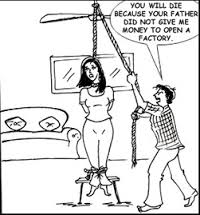 YOU WILL DIE
BECAUSE YOUR FATHER
DID NOT GIVE ME
MONEY TO OPEN A
FACTORY.